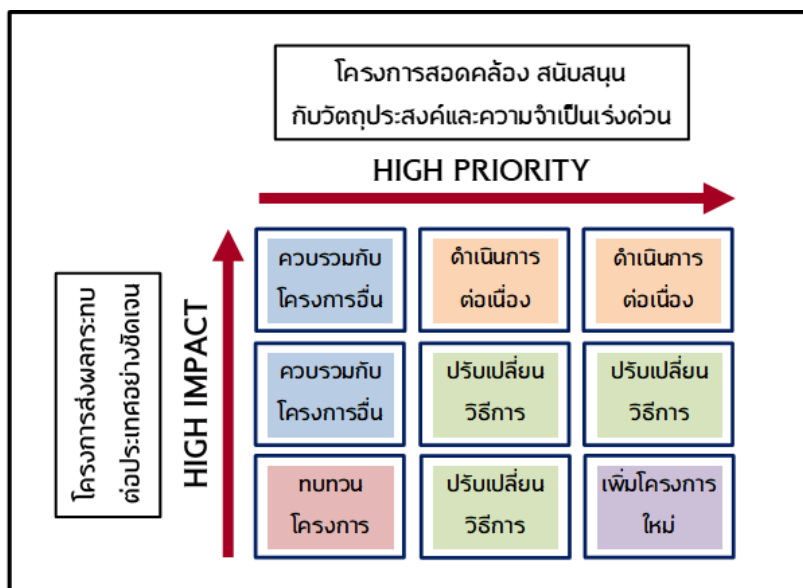 โครงการสอดคล้อง สนับสนุน
กับวัตถุประสงค์และความจำเป็นเร่งด่วน
HIGH PRIORITY
โครงการส่งผลกระทบ
ต่อประเทศอย่างชัดเจน
HIGH IMPACT
ควบรวมกับ
โครงการอื่น
ดำเนินการ
ต่อเนื่อง
ดำเนินการ
ต่อเนื่อง
ควบรวมกับ
โครงการอื่น
ปรับเปลี่ยน
วิธีการ
ปรับเปลี่ยน
วิธีการ
ทบทวน
โครงการ
ปรับเปลี่ยน
วิธีการ
เพิ่มโครงการ
ใหม่